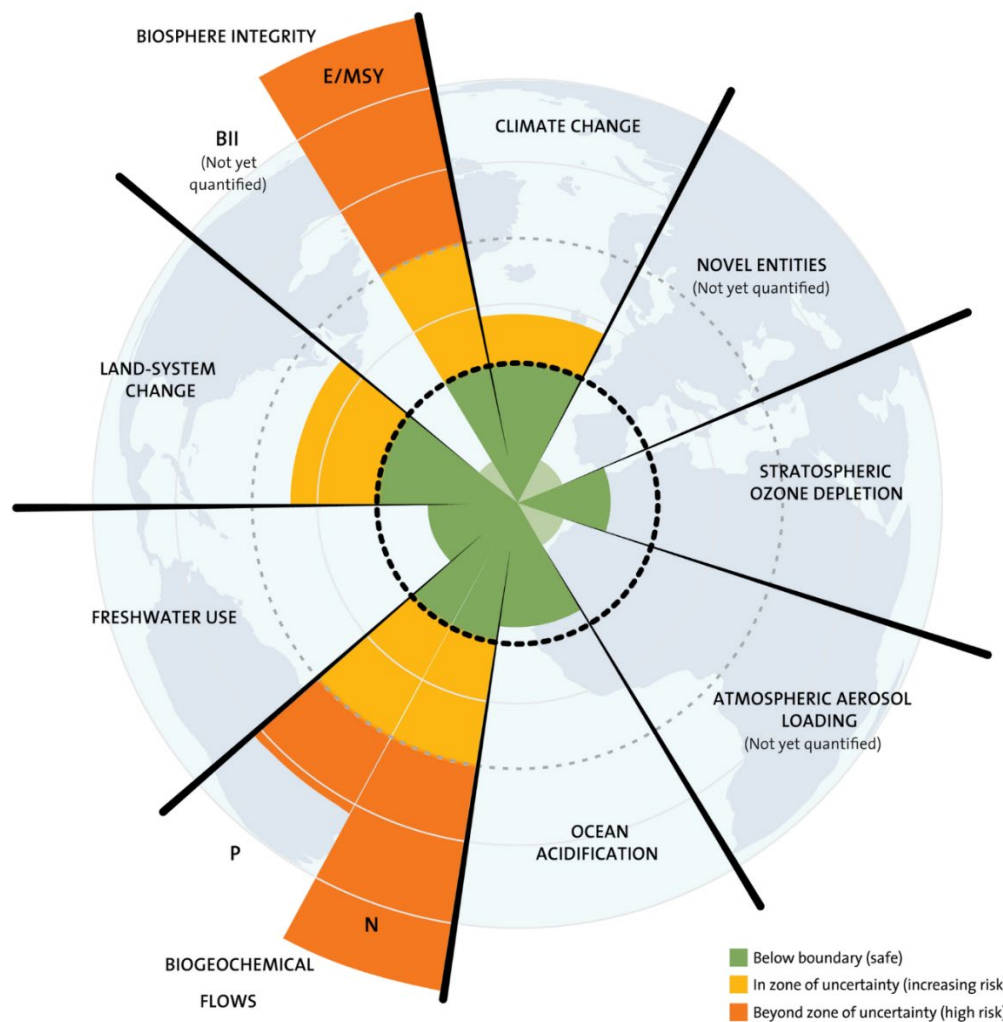 BIOSPHERE INTEGRITY
E/MSY
BII
(Not yet
quantified)
CLIMATE CHANGE
NOVEL ENTITIES
(Not yet quantified)
LAND-SYSTEM
CHANGE
STRATOSPHERIC
OZONE DEPLETION
FRESHWATER USE
ATMOSPHERIC AEROSOL
LOADING
(Not yet quantified)
OCEAN
ACIDIFICATION
P
N
BIOGEOCHEMICAL
FLOWS
Below boundary (safe)
In zone of uncertainty (increasing risk
Beyond zone of uncertainty (high risk)